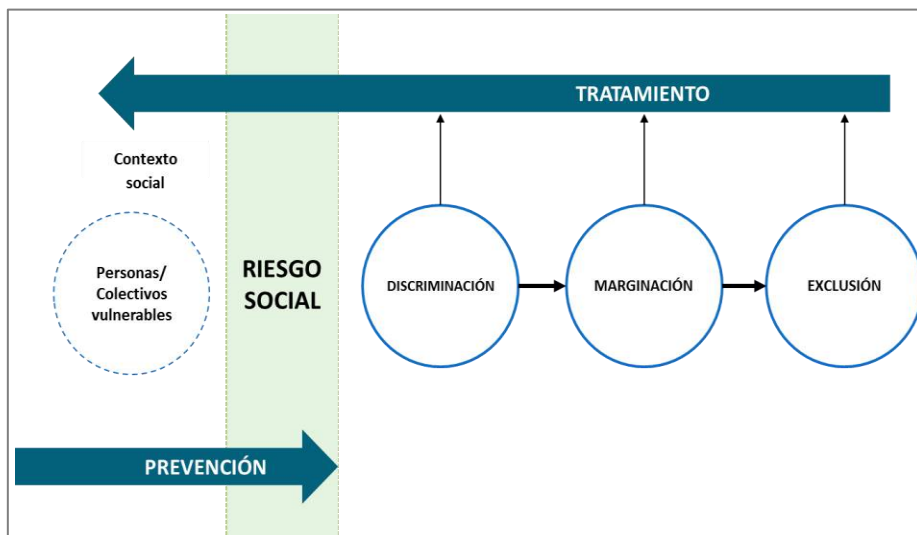 TRATAMIENTO
Contexto
social
Personas/
Colectivos
vulnerables
RIESGO
SOCIAL
DISCRIMINACIÓN
MARGINACIÓN
EXCLUSIÓN
PREVENCIÓN